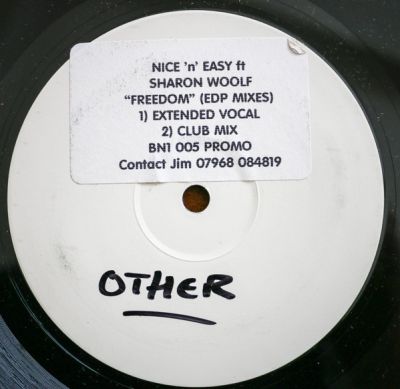 NICE 'n' EASY ft
SHARON WOOLF
“FREEDOM” (EDP MIXES)
1) EXTENDED VOCAL
2) CLUB MIX
BN1 005 PROMO
Contact Jim 07968 084819
OTHER